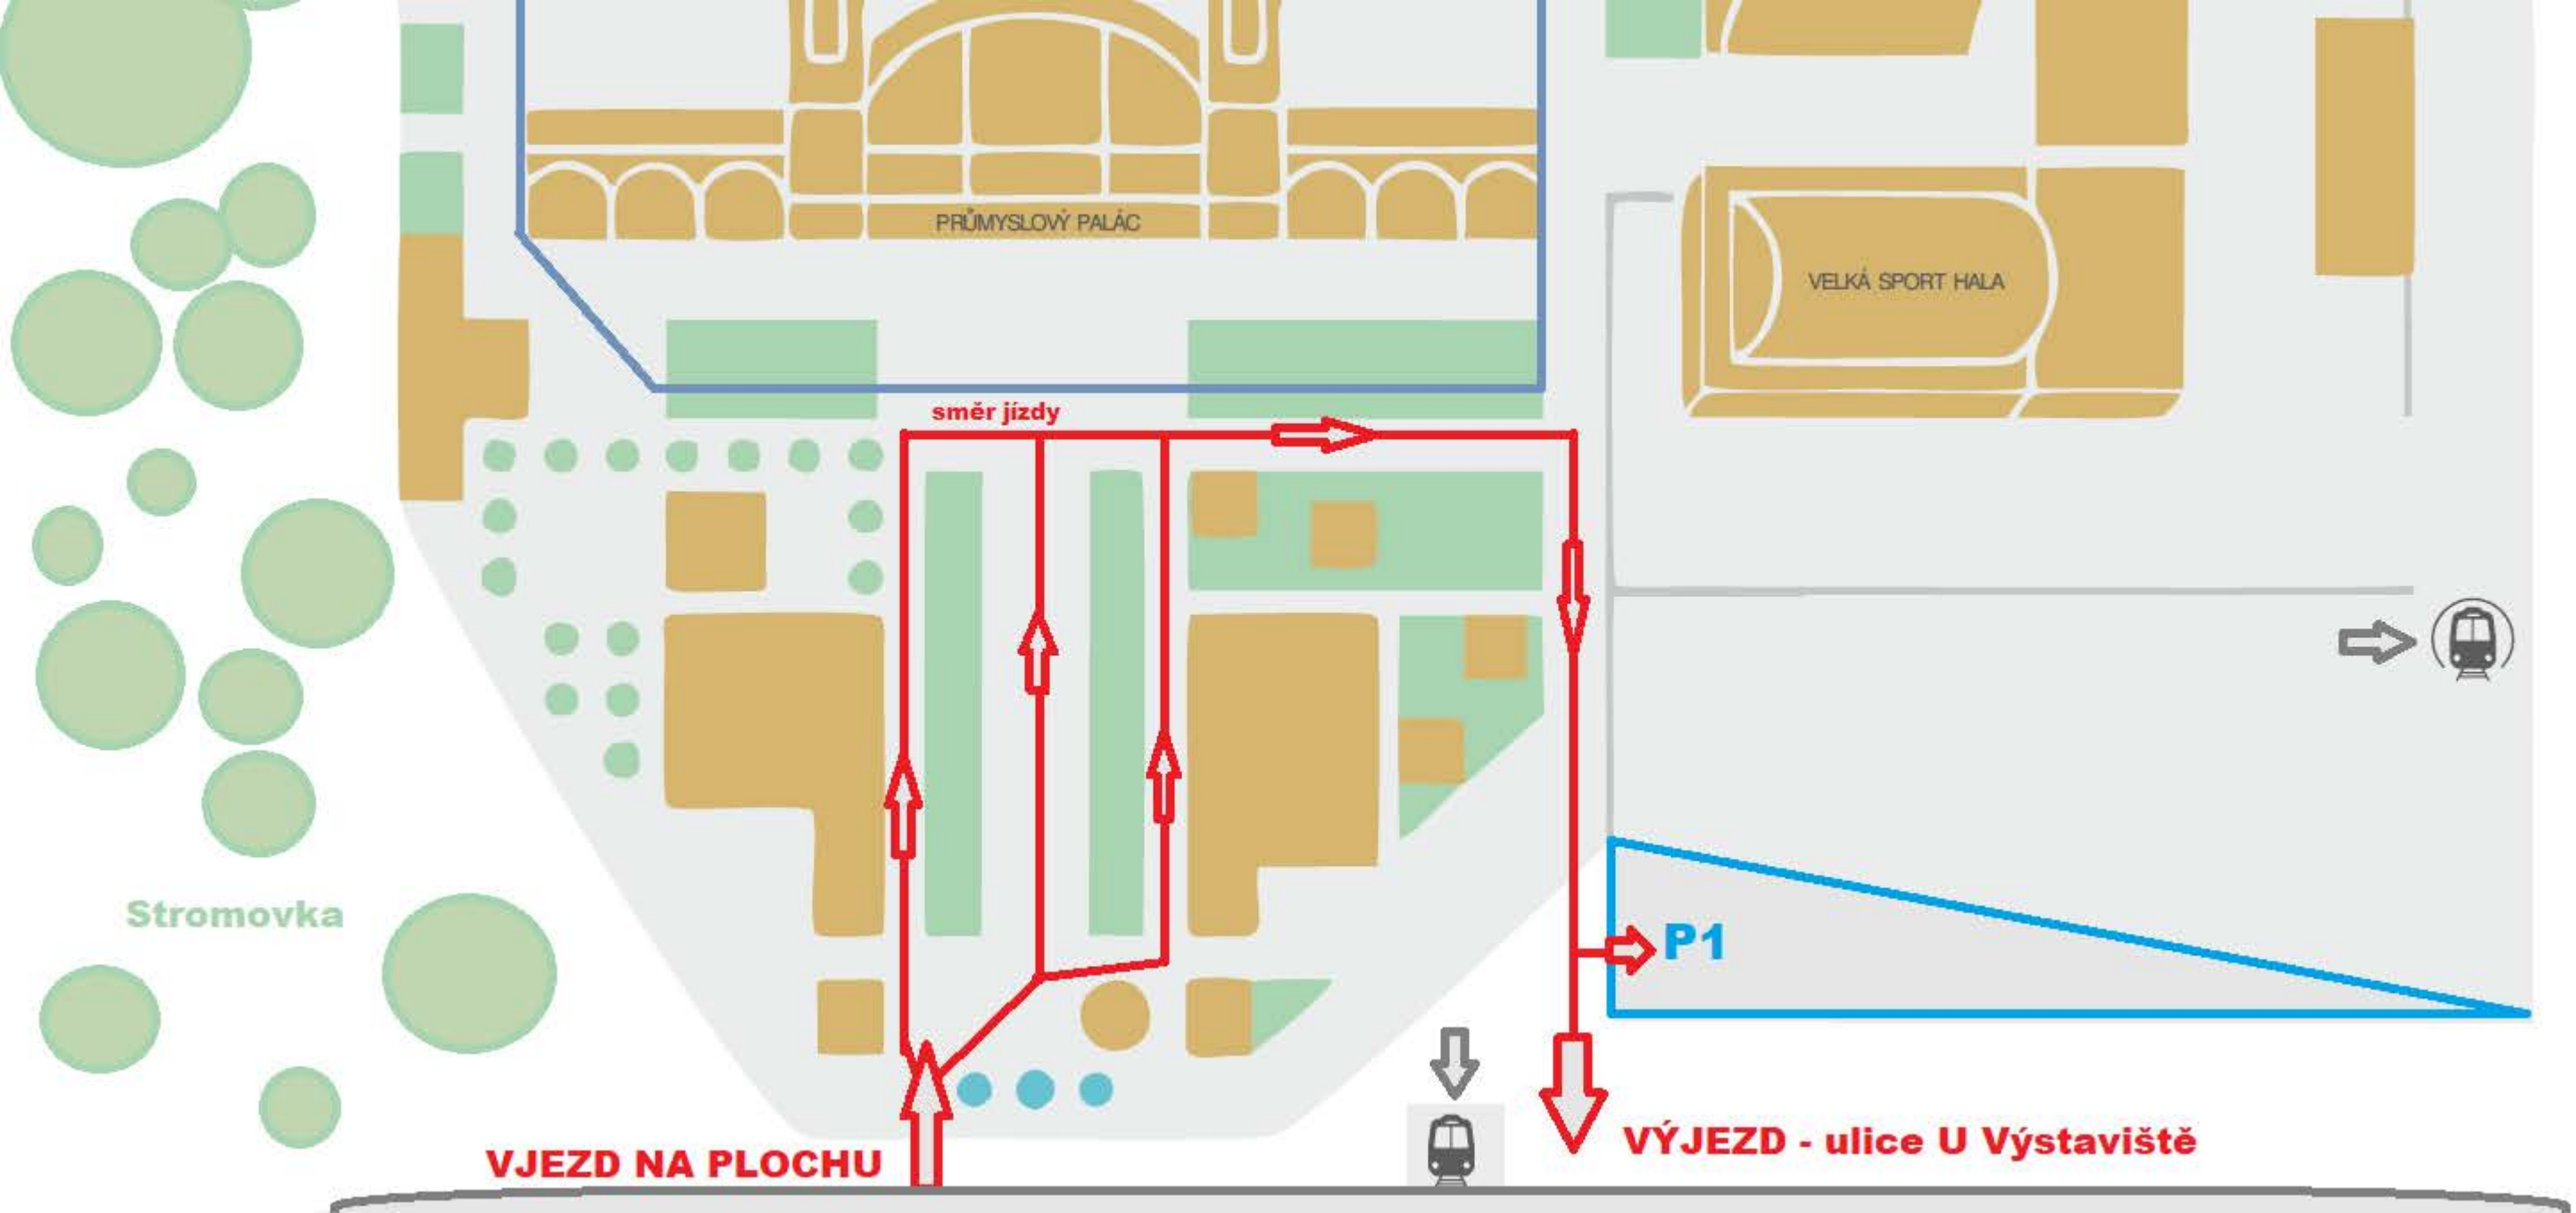 PRŮMYSLOVÝ PALÁC
VELKÁ SPORT HALA
směr jízdy
Stromovka
P1
VJEZD NA PLOCHU
VÝJEZD - ulice U Výstaviště